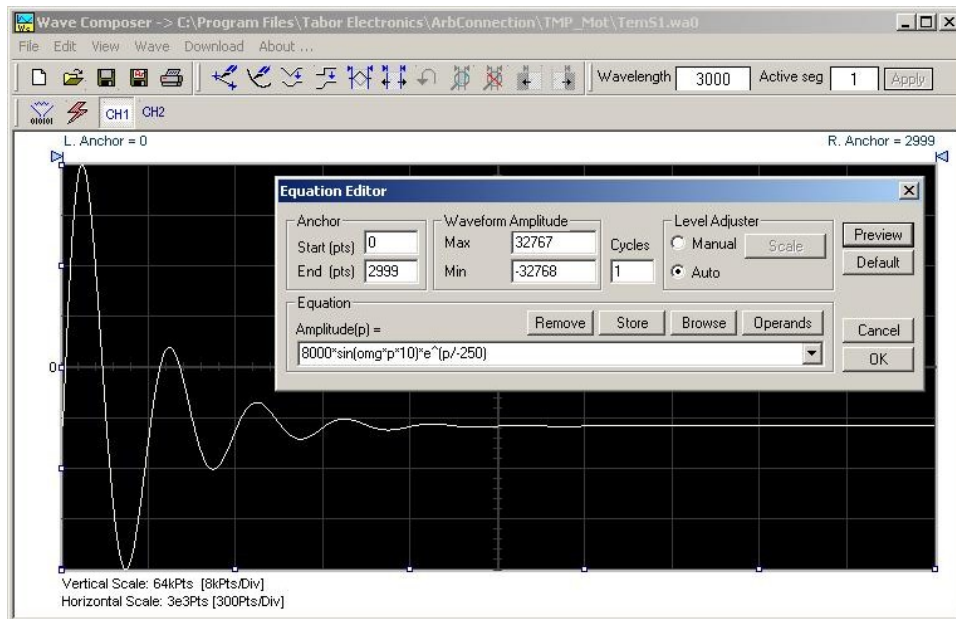 Wave Composer -> C:\Program Files\Tabor Electronics\ArbConnection\TMP_Mot\TemS1.wa0
File Edit View Wave Download About ...
Wavelength 3000 Active seg 1 Apply
010101 CH1 CH2
L. Anchor = 0 R. Anchor = 2999
Equation Editor
Anchor Waveform Amplitude Level Adjuster
Start (pts) 0 Max 32767 Cycles Manual Scale Preview
End (pts) 2999 Min -32768 1 Auto Default
Equation
Amplitude(p) = Remove Store Browse Operands Cancel
8000*sin(omg*p*10)*e^(p/-250) OK
0
Vertical Scale: 64kPts [8kPts/Div]
Horizontal Scale: 3e3Pts [300Pts/Div]